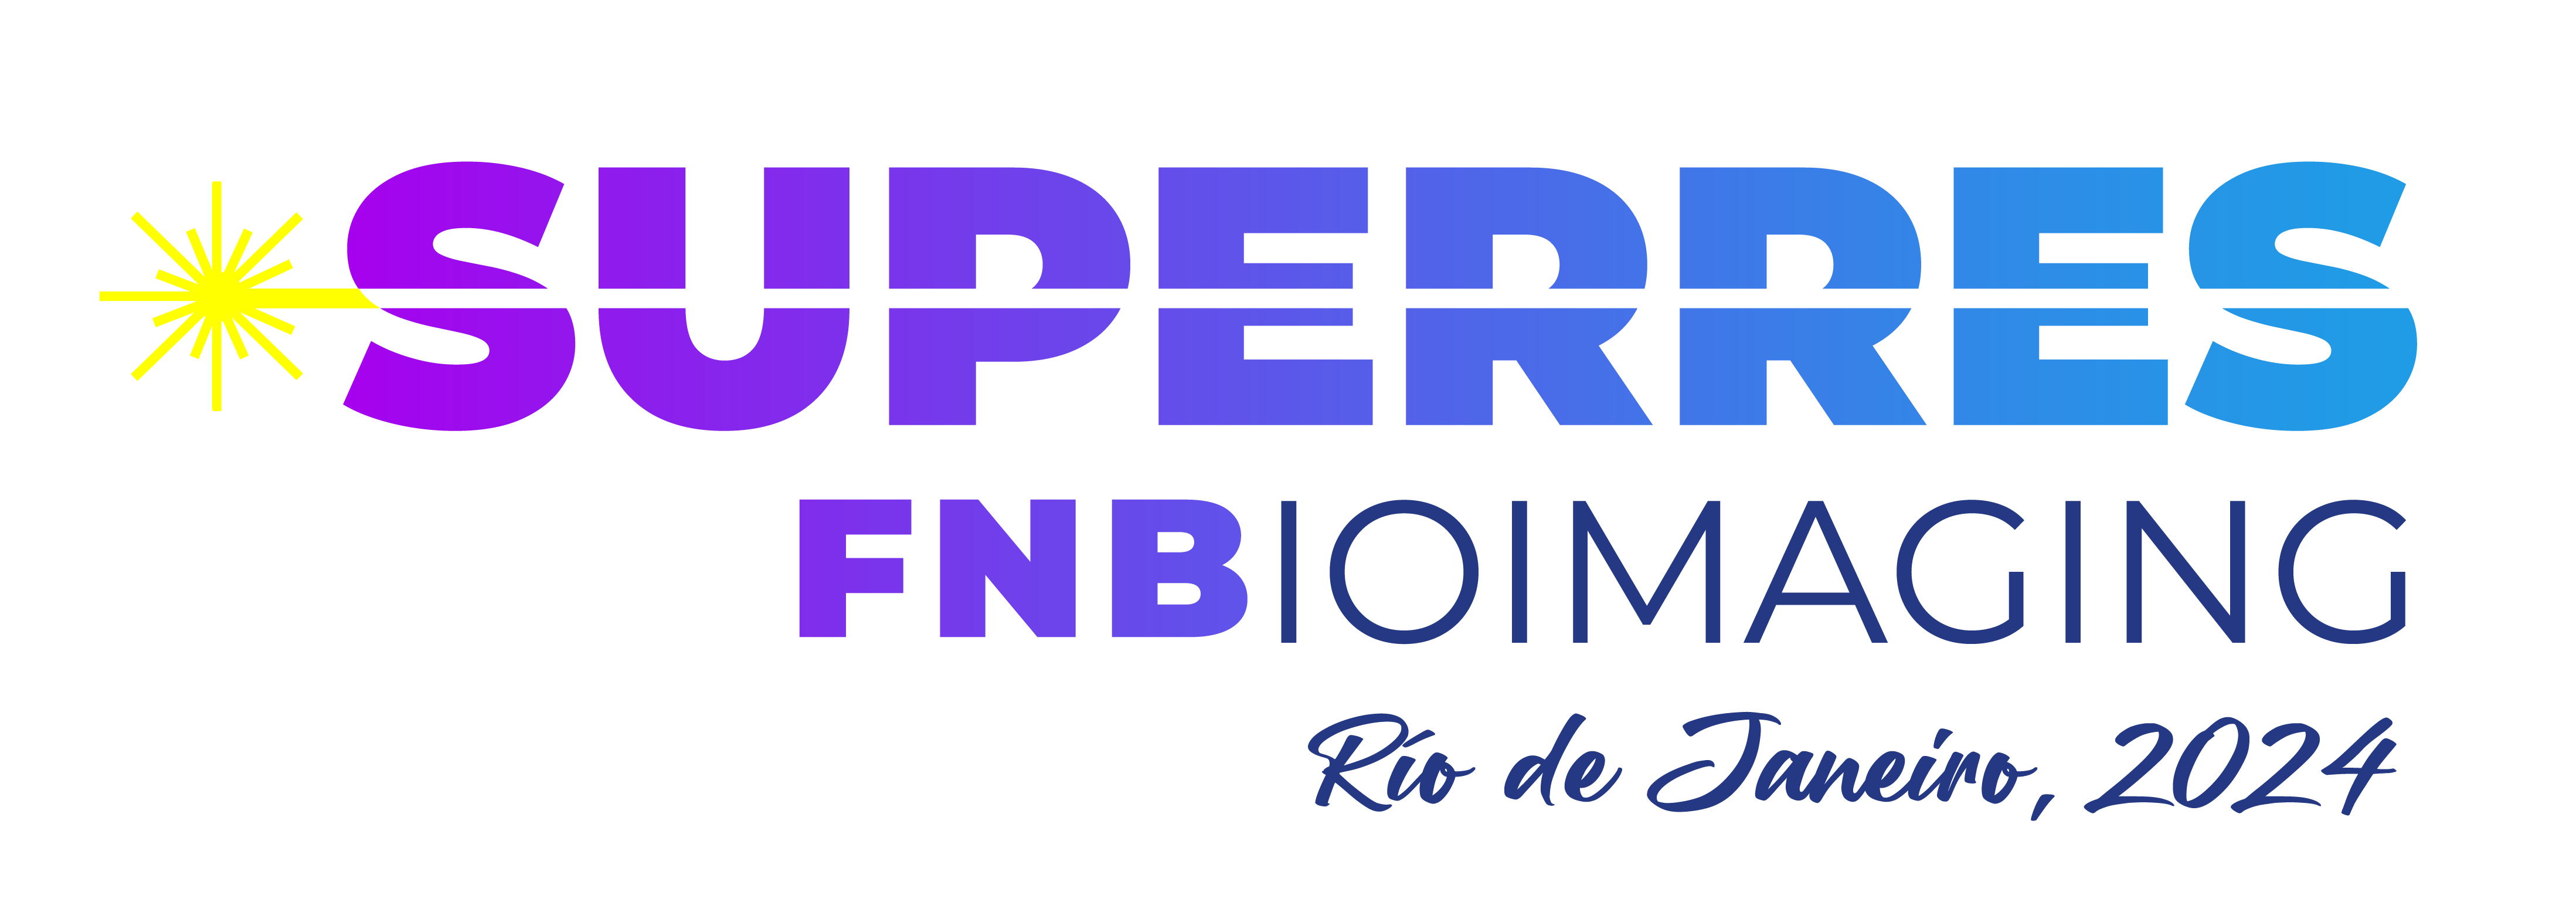 SUPERRES
FNBIOIMAGING
Río de Janeiro, 2024